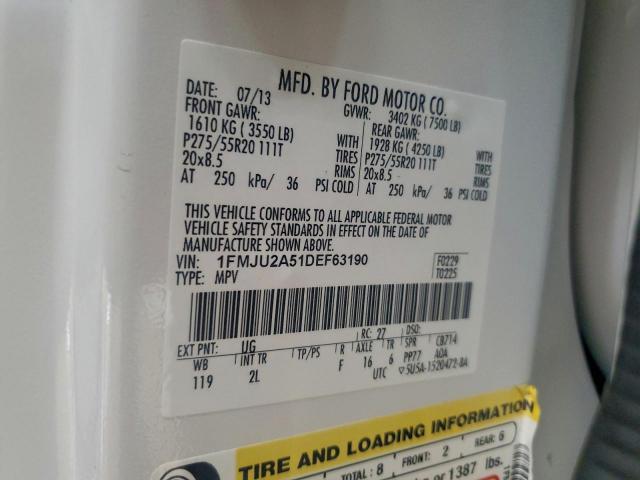 MFD. BY FORD MOTOR CO.
DATE: 07/13 GVWR: 3402 KG ( 7500 LB)
FRONT GAWR: REAR GAWR:
1610 KG ( 3550 LB) WITH 1928 KG ( 4250 LB) WITH
P275/55R20 111T TIRES P275/55R20 111T TIRES
20x8.5 RIMS 20x8.5 RIMS
AT 250 kPa/ 36 PSI COLD AT 250 kPa/ 36 PSI COLD
THIS VEHICLE CONFORMS TO ALL APPLICABLE FEDERAL MOTOR
VEHICLE SAFETY STANDARDS IN EFFECT ON THE DATE OF
MANUFACTURE SHOWN ABOVE.
VIN: 1FMJU2A51DEF63190 F0229
TYPE: MPV T0225
EXT PNT: UG RC: 27 DSO:
WB INT TR TP/PS R AXLE TR SPR CB714
119 2L F 16 6 PP77 AOA
UTC 5U5A-1520472-BA
TIRE AND LOADING INFORMATION
TOTAL: 8 FRONT: 2 REAR: 6
or 1387 lbs.